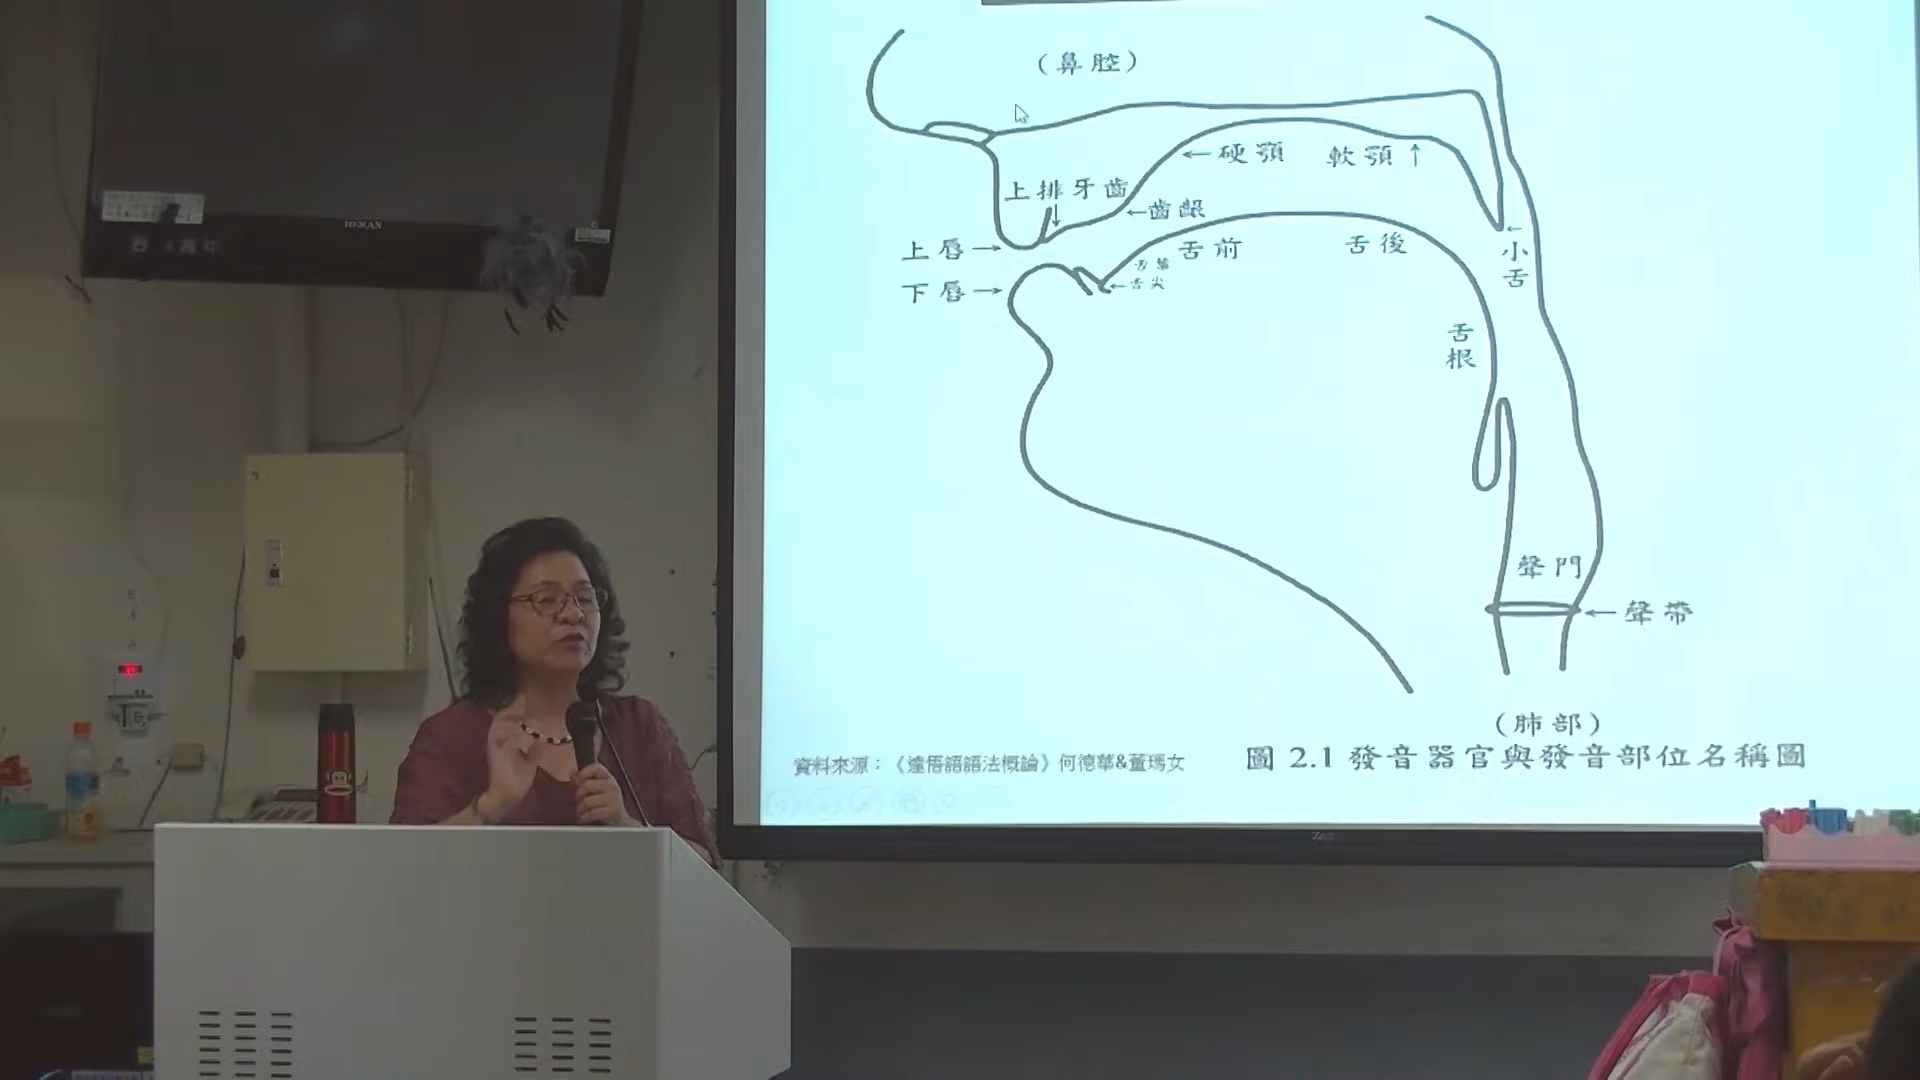 （鼻腔）
←硬顎
軟顎↑
上排牙齒
↓
←齒齦
上唇→
舌前
舌後
←
小舌
舌葉
←舌尖
下唇→
舌根
聲門
←聲帶
（肺部）
資料來源：《達悟語語法概論》何德華&董瑪女
圖 2.1 發音器官與發音部位名稱圖